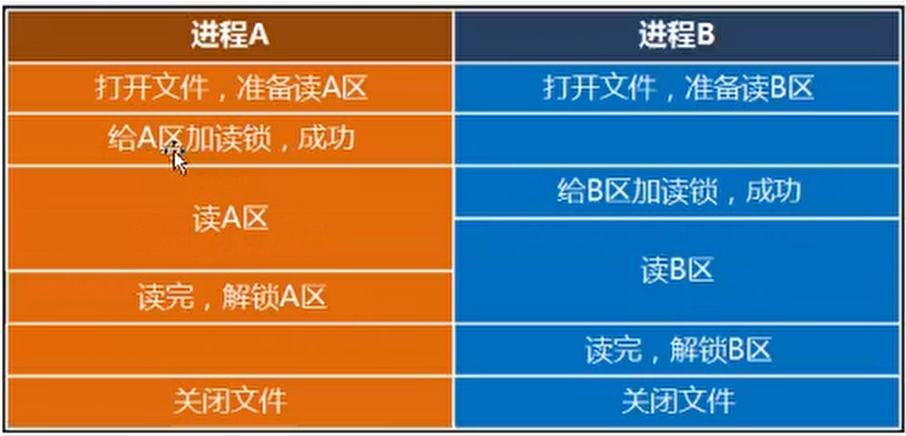 进程A 进程B
打开文件，准备读A区 打开文件，准备读B区
给A区加读锁，成功
给B区加读锁，成功
读A区
读B区
读完，解锁A区
读完，解锁B区
关闭文件 关闭文件